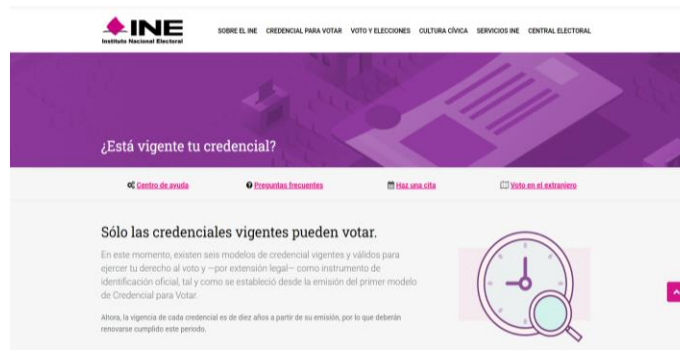 INE
Instituto Nacional Electoral
SOBRE EL INE CREDENCIAL PARA VOTAR VOTO Y ELECCIONES CULTURA CÍVICA SERVICIOS INE CENTRAL ELECTORAL
¿Está vigente tu credencial?
Centro de ayuda Preguntas frecuentes Haz una cita Voto en el extranjero
Sólo las credenciales vigentes pueden votar.
En este momento, existen seis modelos de credencial vigentes y válidos para
ejercer tu derecho al voto y —por extensión legal— como instrumento de
identificación oficial, tal y como se estableció desde la emisión del primer modelo
de Credencial para Votar.
Ahora, la vigencia de cada credencial es de diez años a partir de su emisión, por lo que deberán
renovarse cumplido este periodo.